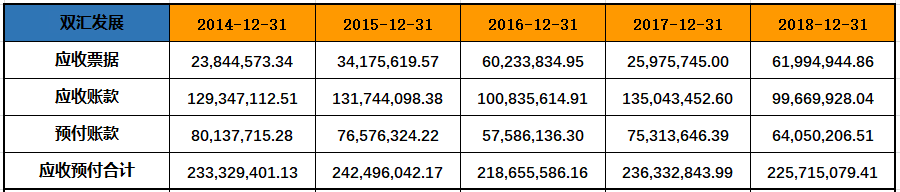 双汇发展 2014-12-31 2015-12-31 2016-12-31 2017-12-31 2018-12-31
应收票据 23,844,573.34 34,175,619.57 60,233,834.95 25,975,745.00 61,994,944.86
应收账款 129,347,112.51 131,744,098.38 100,835,614.91 135,043,452.60 99,669,928.04
预付账款 80,137,715.28 76,576,324.22 57,586,136.30 75,313,646.39 64,050,206.51
应收预付合计 233,329,401.13 242,496,042.17 218,655,586.16 236,332,843.99 225,715,079.41